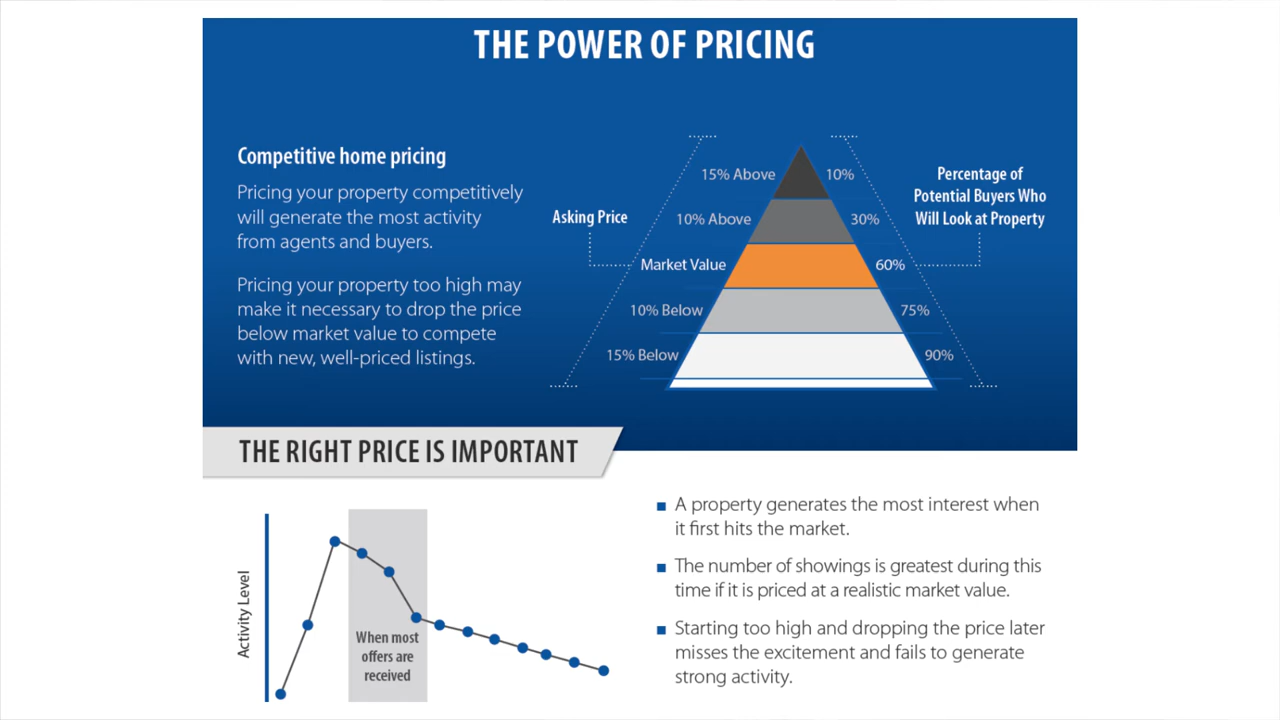 THE POWER OF PRICING
Competitive home pricing
Pricing your property competitively
will generate the most activity
from agents and buyers.
Pricing your property too high may
make it necessary to drop the price
below market value to compete
with new, well-priced listings.
Asking Price
15% Above
10%
10% Above
30%
Market Value
60%
10% Below
75%
15% Below
90%
Percentage of
Potential Buyers Who
Will Look at Property
THE RIGHT PRICE IS IMPORTANT
Activity Level
When most
offers are
received
A property generates the most interest when
it first hits the market.
The number of showings is greatest during this
time if it is priced at a realistic market value.
Starting too high and dropping the price later
misses the excitement and fails to generate
strong activity.